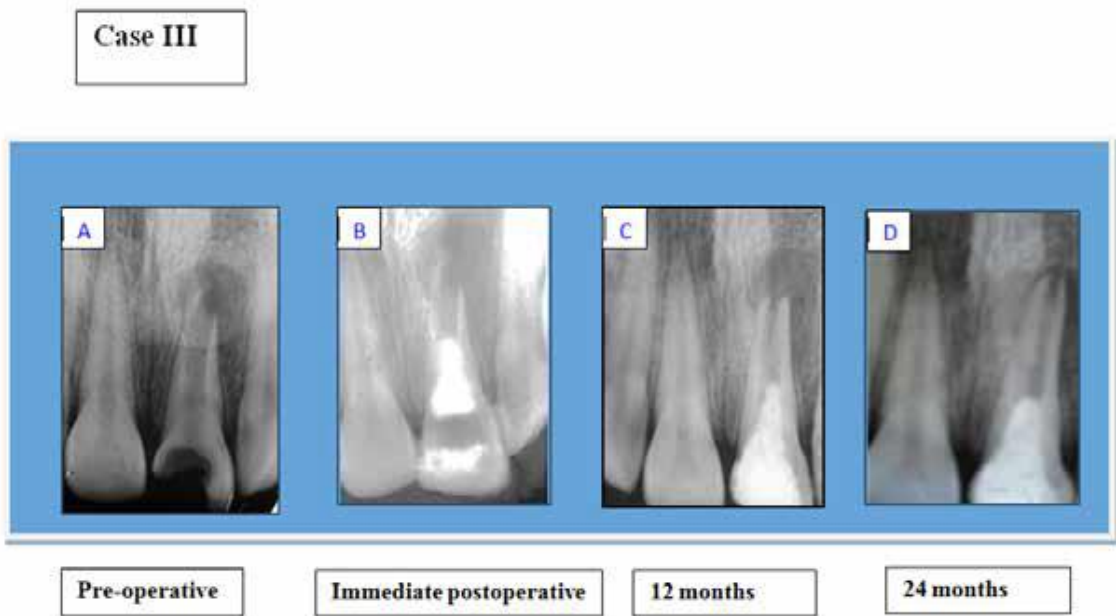 Case III
A
B
C
D
Pre-operative
Immediate postoperative
12 months
24 months